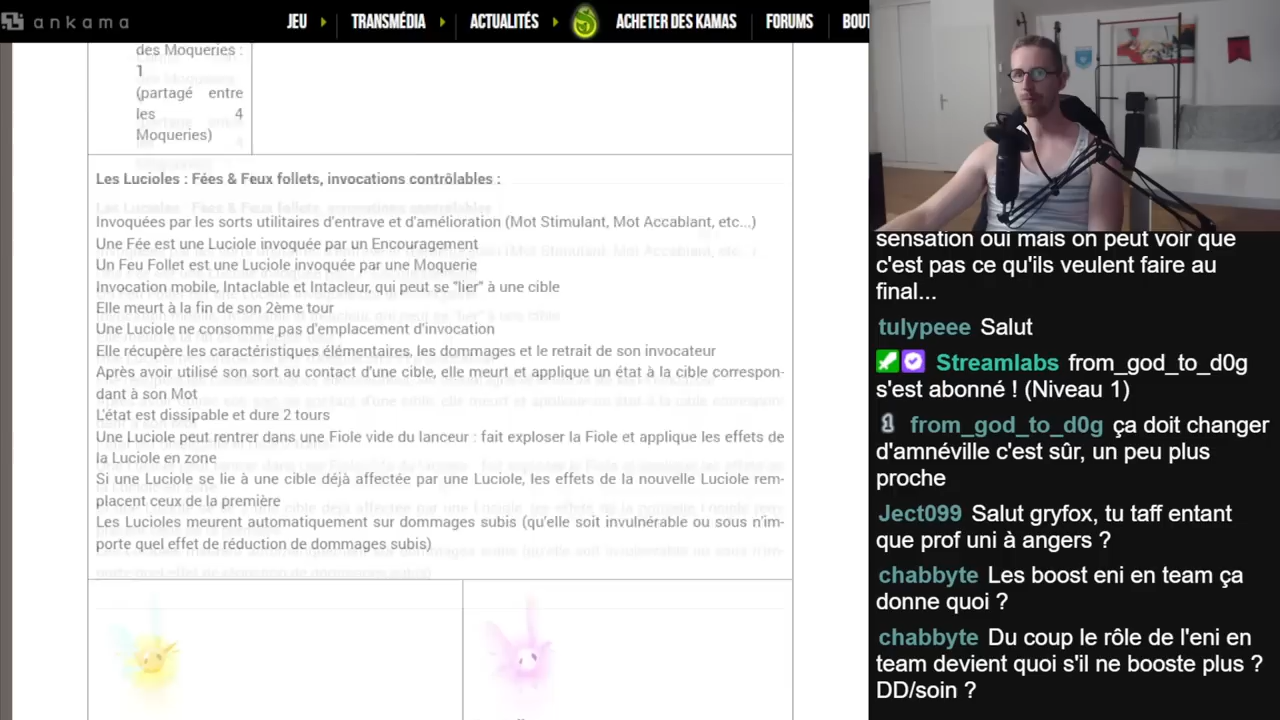 ankama
JEU TRANSMÉDIA ACTUALITÉS ACHETER DES KAMAS FORUMS BOUT
des Moqueries :
1
(partagé entre
les 4
Moqueries)
Les Lucioles : Fées & Feux follets, invocations contrôlables :
Invoquées par les sorts utilitaires d'entrave et d'amélioration (Mot Stimulant, Mot Accablant, etc...)
Une Fée est une Luciole invoquée par un Encouragement
Un Feu Follet est une Luciole invoquée par une Moquerie
Invocation mobile, Intaclable et Intacleur, qui peut se "lier" à une cible
Elle meurt à la fin de son 2ème tour
Une Luciole ne consomme pas d'emplacement d'invocation
Elle récupère les caractéristiques élémentaires, les dommages et le retrait de son invocateur
Après avoir utilisé son sort au contact d'une cible, elle meurt et applique un état à la cible correspon-
dant à son Mot
L'état est dissipable et dure 2 tours
Une Luciole peut rentrer dans une Fiole vide du lanceur : fait exploser la Fiole et applique les effets de
la Luciole en zone
Si une Luciole se lie à une cible déjà affectée par une Luciole, les effets de la nouvelle Luciole rem-
placent ceux de la première
Les Lucioles meurent automatiquement sur dommages subis (qu'elle soit invulnérable ou sous n'im-
porte quel effet de réduction de dommages subis)
sensation oui mais on peut voir que
c'est pas ce qu'ils veulent faire au
final...
tulypeee Salut
Streamlabs from_god_to_d0g
s'est abonné ! (Niveau 1)
1 from_god_to_d0g ça doit changer
d'amnéville c'est sûr, un peu plus
proche
Ject099 Salut gryfox, tu taff entant
que prof uni à angers ?
chabbyte Les boost eni en team ça
donne quoi ?
chabbyte Du coup le rôle de l'eni en
team devient quoi s'il ne booste plus ?
DD/soin ?